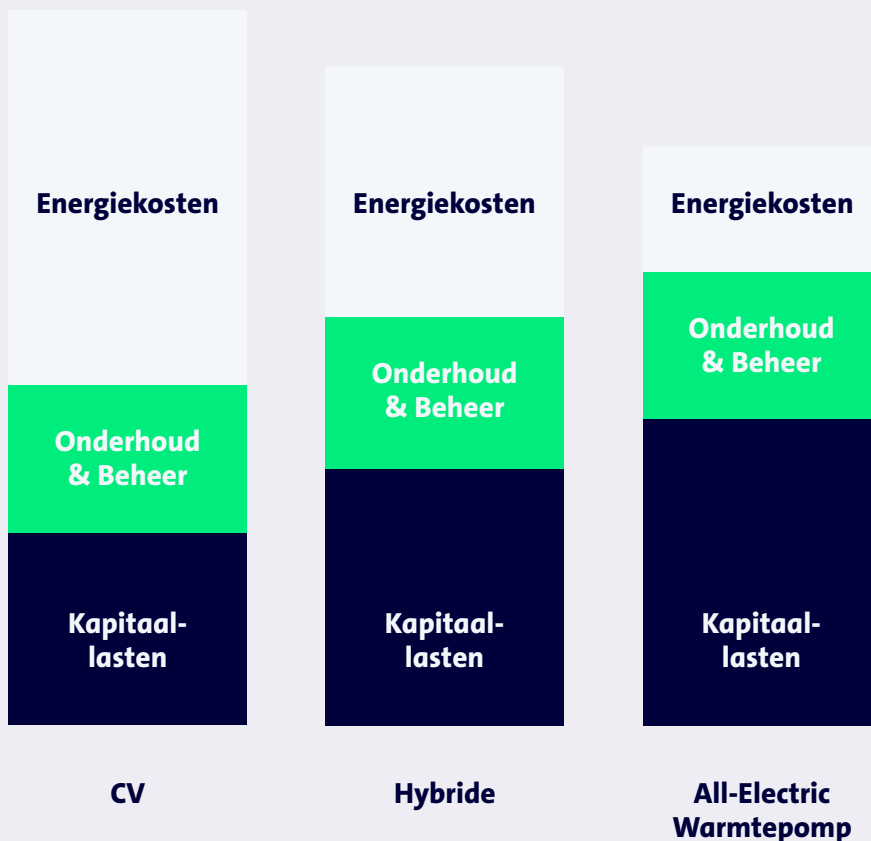 Energiekosten
Onderhoud
& Beheer
Kapitaal-
lasten
CV
Energiekosten
Onderhoud
& Beheer
Kapitaal-
lasten
Hybride
Energiekosten
Onderhoud
& Beheer
Kapitaal-
lasten
All-Electric
Warmtepomp